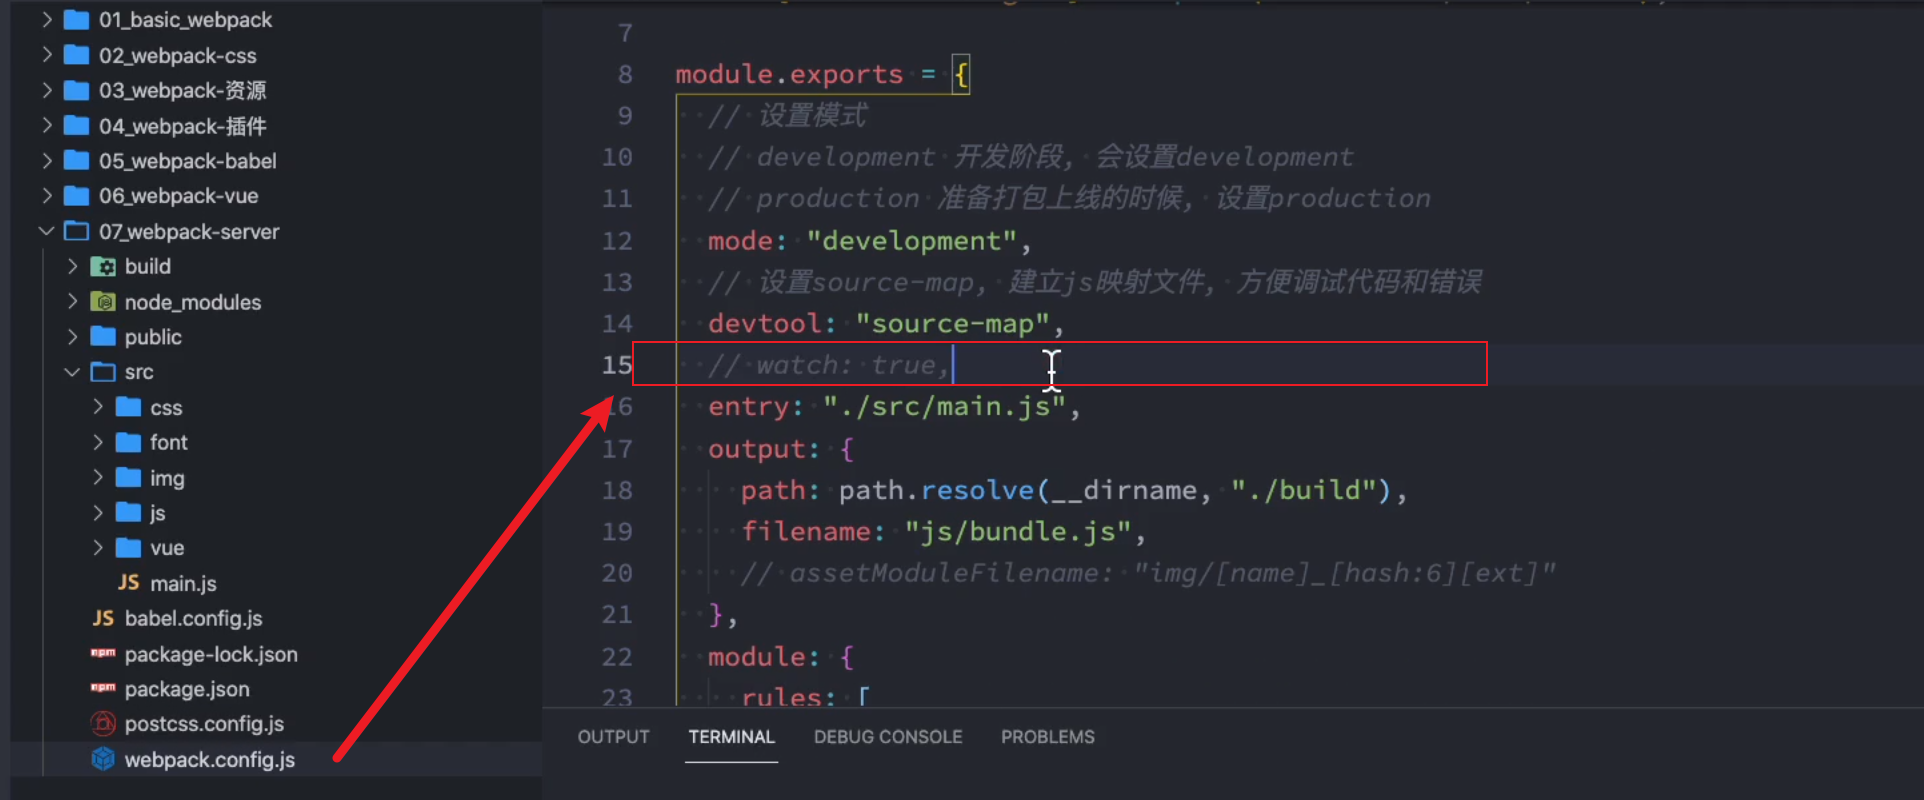 01_basic_webpack
02_webpack-css
03_webpack-资源
04_webpack-插件
05_webpack-babel
06_webpack-vue
07_webpack-server
build
node_modules
public
src
css
font
img
js
vue
JS main.js
JS babel.config.js
npm package-lock.json
npm package.json
postcss.config.js
webpack.config.js
7
8 module.exports = {
9 // 设置模式
10 // development 开发阶段, 会设置development
11 // production 准备打包上线的时候, 设置production
12 mode: "development",
13 // 设置source-map, 建立js映射文件, 方便调试代码和错误
14 devtool: "source-map",
15 // watch: true,
16 entry: "./src/main.js",
17 output: {
18 path: path.resolve(__dirname, "./build"),
19 filename: "js/bundle.js",
20 // assetModuleFilename: "img/[name]_[hash:6][ext]"
21 },
22 module: {
23 rules: [
OUTPUT TERMINAL DEBUG CONSOLE PROBLEMS